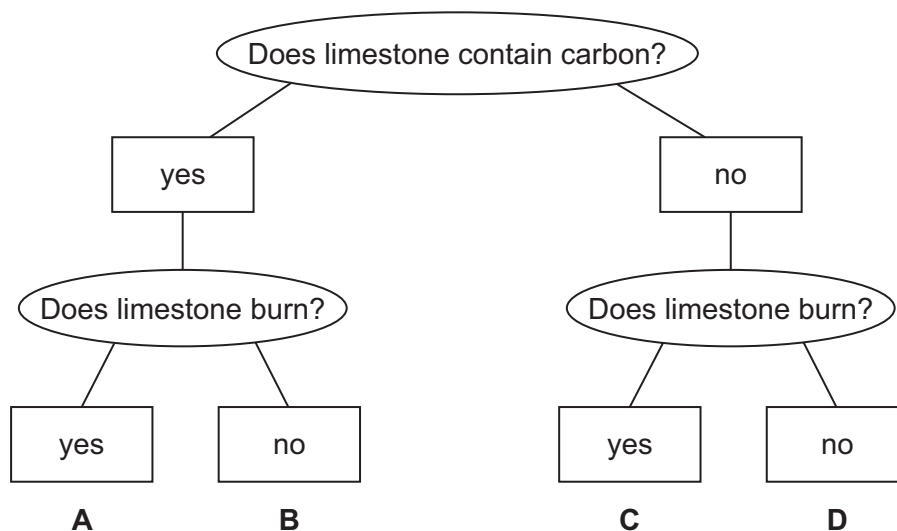 Does limestone contain carbon?
yes
no
Does limestone burn?
Does limestone burn?
yes
no
yes
no
A
B
C
D